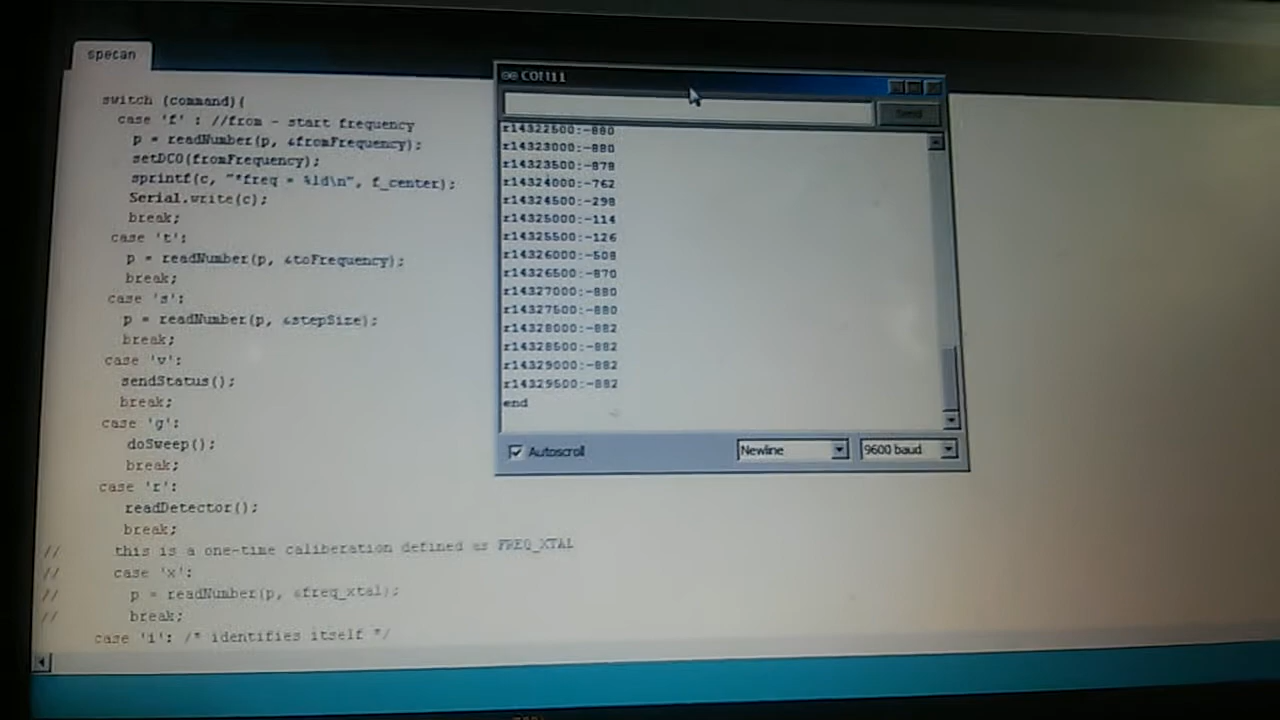 specan
switch (command){
case 'f' : //from - start frequency
p = readNumber(p, &fromFrequency);
setDCO(fromFrequency);
sprintf(c, "*freq = %ld\n", f_center);
Serial.write(c);
break;
case 't':
p = readNumber(p, &toFrequency);
break;
case 's':
p = readNumber(p, &stepSize);
break;
case 'v':
sendStatus();
break;
case 'g':
doSweep();
break;
case 'r':
readDetector();
break;
// this is a one-time caliberation defined as FREQ_XTAL
// case 'x':
// p = readNumber(p, &freq_xtal);
// break;
case 'i': /* identifies itself */
COM11
Send
r14322500:-880
r14323000:-880
r14323500:-878
r14324000:-762
r14324500:-298
r14325000:-114
r14325500:-126
r14326000:-508
r14326500:-870
r14327000:-880
r14327500:-880
r14328000:-882
r14328500:-882
r14329000:-882
r14329500:-882
end
Autoscroll
Newline
9600 baud